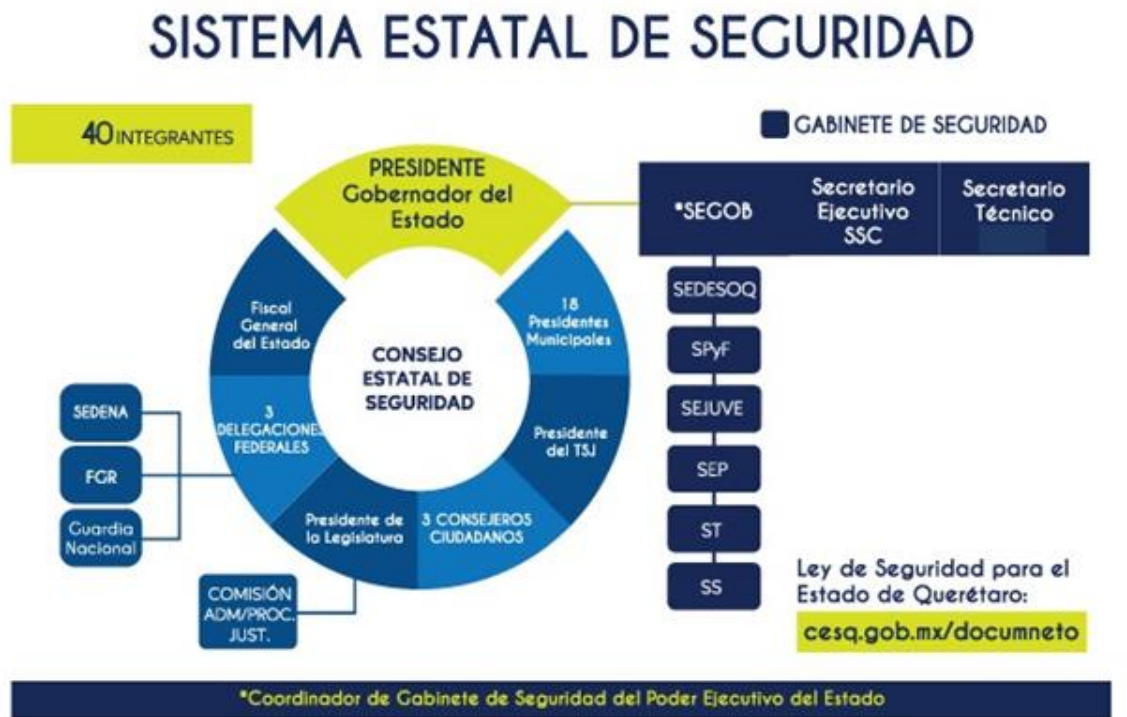 SISTEMA ESTATAL DE SEGURIDAD
40 INTEGRANTES
GABINETE DE SEGURIDAD
PRESIDENTE
Gobernador del
Estado
*SEGOB
Secretario
Ejecutivo
SSC
Secretario
Técnico
Fiscal
General
del Estado
18
Presidentes
Municipales
CONSEJO
ESTATAL DE
SEGURIDAD
3
DELEGACIONES
FEDERALES
Presidente
del TSJ
Presidente de
la Legislatura
3 CONSEJEROS
CIUDADANOS
SEDENA
FGR
Guardia
Nacional
COMISIÓN
ADM/PROC.
JUST.
SEDESOQ
SPyF
SEJUVE
SEP
ST
SS
Ley de Seguridad para el
Estado de Querétaro:
cesq.gob.mx/documneto
*Coordinador de Gabinete de Seguridad del Poder Ejecutivo del Estado